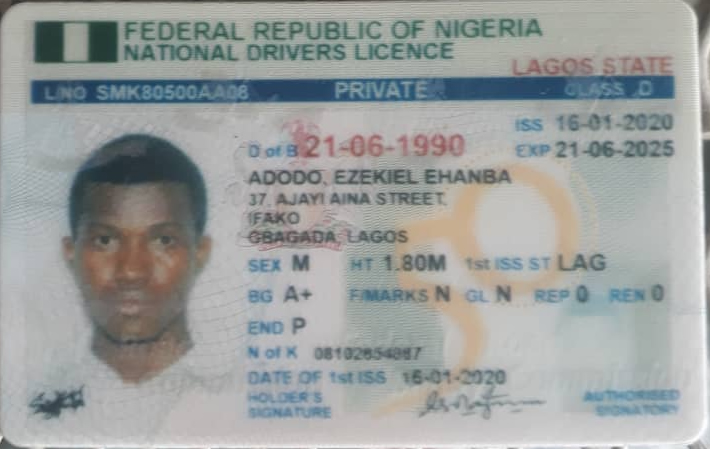 FEDERAL REPUBLIC OF NIGERIA
NATIONAL DRIVERS LICENCE
LAGOS STATE
L/NO SMK80500AA08 PRIVATE CLASS D
ISS 16-01-2020
D of B 21-06-1990 EXP 21-06-2025
ADODO, EZEKIEL EHANBA
37, AJAYI AINA STREET,
IFAKO
GBAGADA, LAGOS
SEX M HT 1.80M 1st ISS ST LAG
BG A+ F/MARKS N GL N REP 0 REN 0
END P
N of K 08102654867
DATE OF 1st ISS 16-01-2020
HOLDER'S SIGNATURE
AUTHORISED SIGNATORY